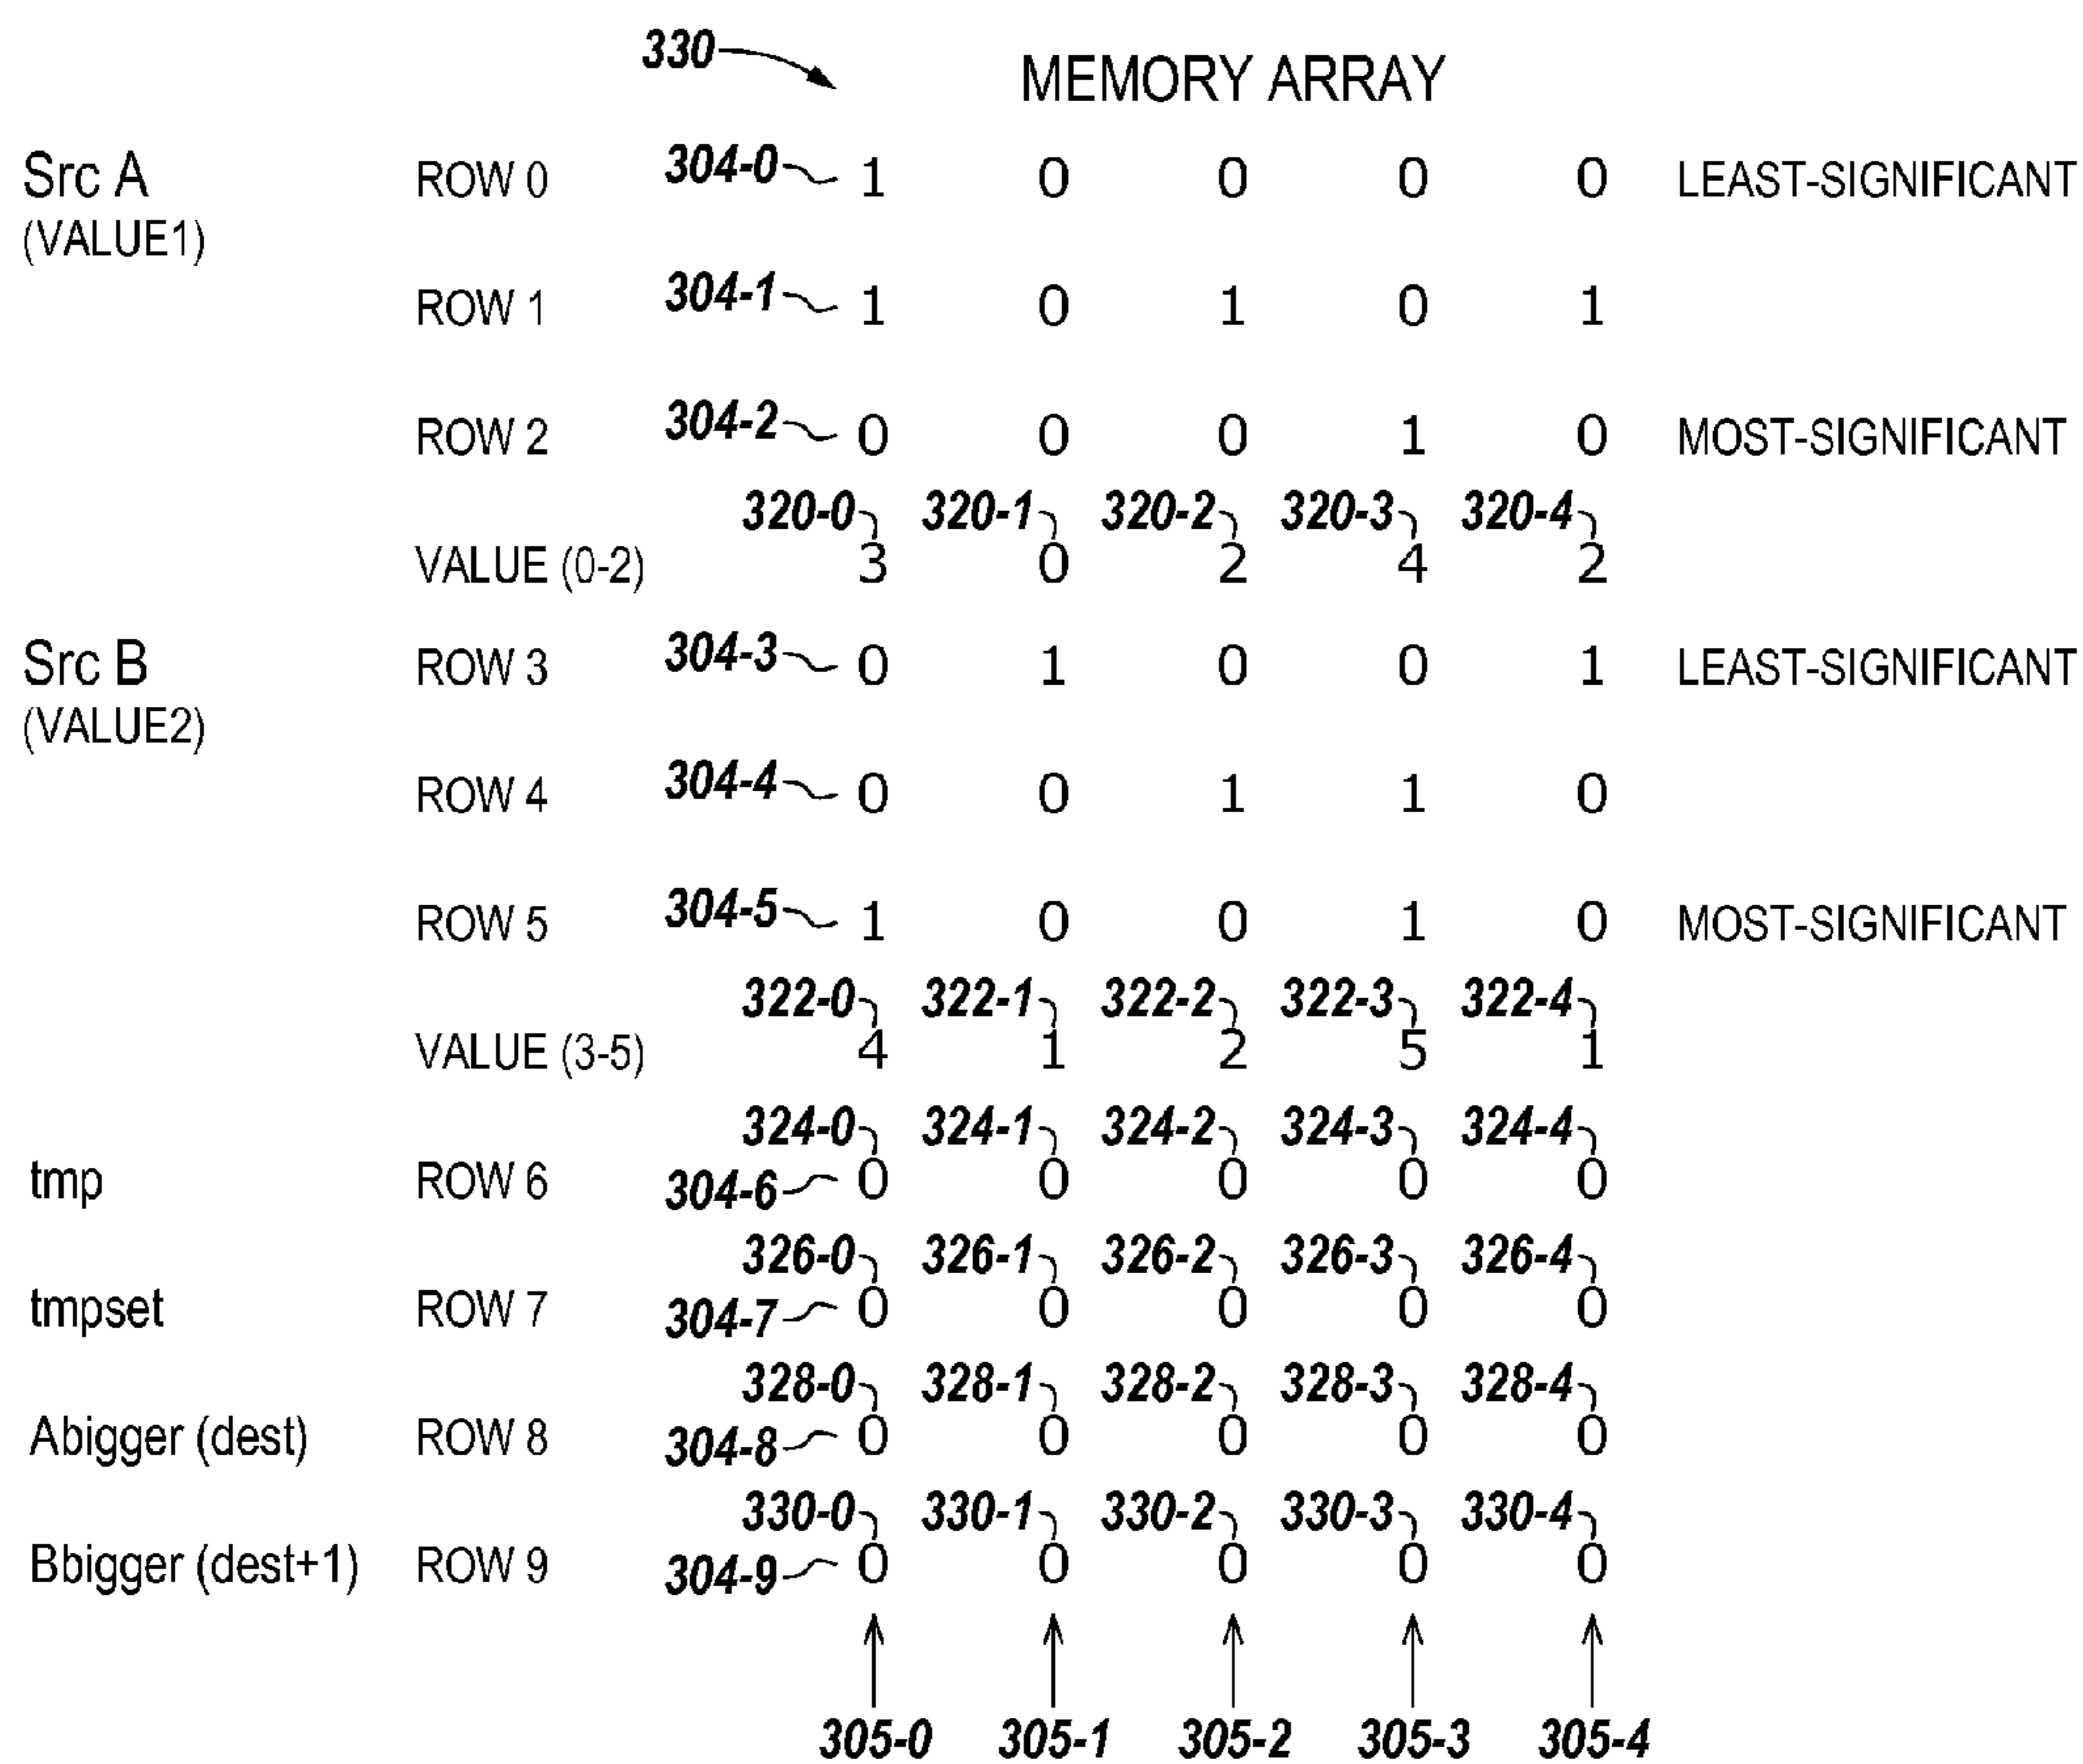 330 MEMORY ARRAY
Src A ROW 0 304-0 1 0 0 0 0 LEAST-SIGNIFICANT
(VALUE1)
ROW 1 304-1 1 0 1 0 1
ROW 2 304-2 0 0 0 1 0 MOST-SIGNIFICANT
320-0 320-1 320-2 320-3 320-4
VALUE (0-2) 3 0 2 4 2
Src B ROW 3 304-3 0 1 0 0 1 LEAST-SIGNIFICANT
(VALUE2)
ROW 4 304-4 0 0 1 1 0
ROW 5 304-5 1 0 0 1 0 MOST-SIGNIFICANT
322-0 322-1 322-2 322-3 322-4
VALUE (3-5) 4 1 2 5 1
324-0 324-1 324-2 324-3 324-4
tmp ROW 6 304-6 0 0 0 0 0
326-0 326-1 326-2 326-3 326-4
tmpset ROW 7 304-7 0 0 0 0 0
328-0 328-1 328-2 328-3 328-4
Abigger (dest) ROW 8 304-8 0 0 0 0 0
330-0 330-1 330-2 330-3 330-4
Bbigger (dest+1) ROW 9 304-9 0 0 0 0 0
305-0 305-1 305-2 305-3 305-4